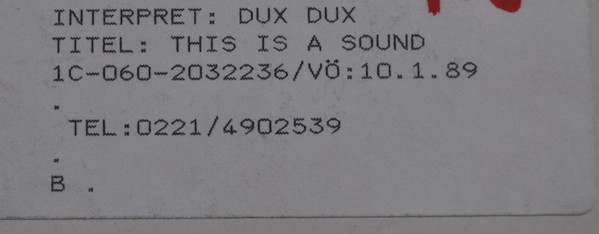 INTERPRET: DUX DUX
TITEL: THIS IS A SOUND
1C-060-2032236/VÖ:10.1.89
.
TEL:0221/4902539
.
B .